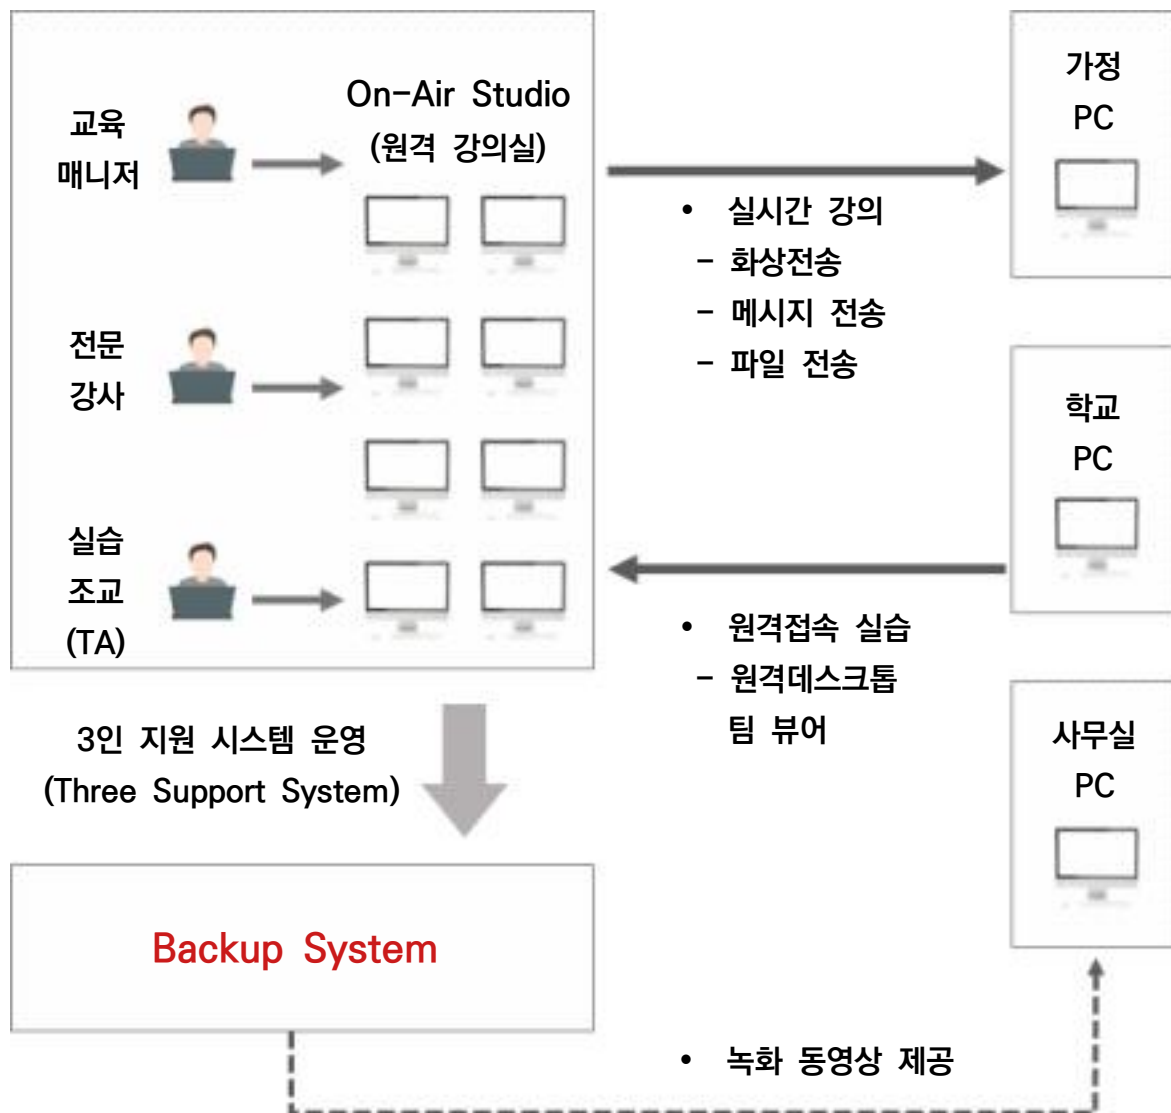 On-Air Studio
(원격 강의실)
교육
매니저
전문
강사
실습
조교
(TA)
• 실시간 강의
- 화상전송
- 메시지 전송
- 파일 전송
• 원격접속 실습
- 원격데스크톱
팀 뷰어
가정
PC
학교
PC
사무실
PC
3인 지원 시스템 운영
(Three Support System)
Backup System
• 녹화 동영상 제공